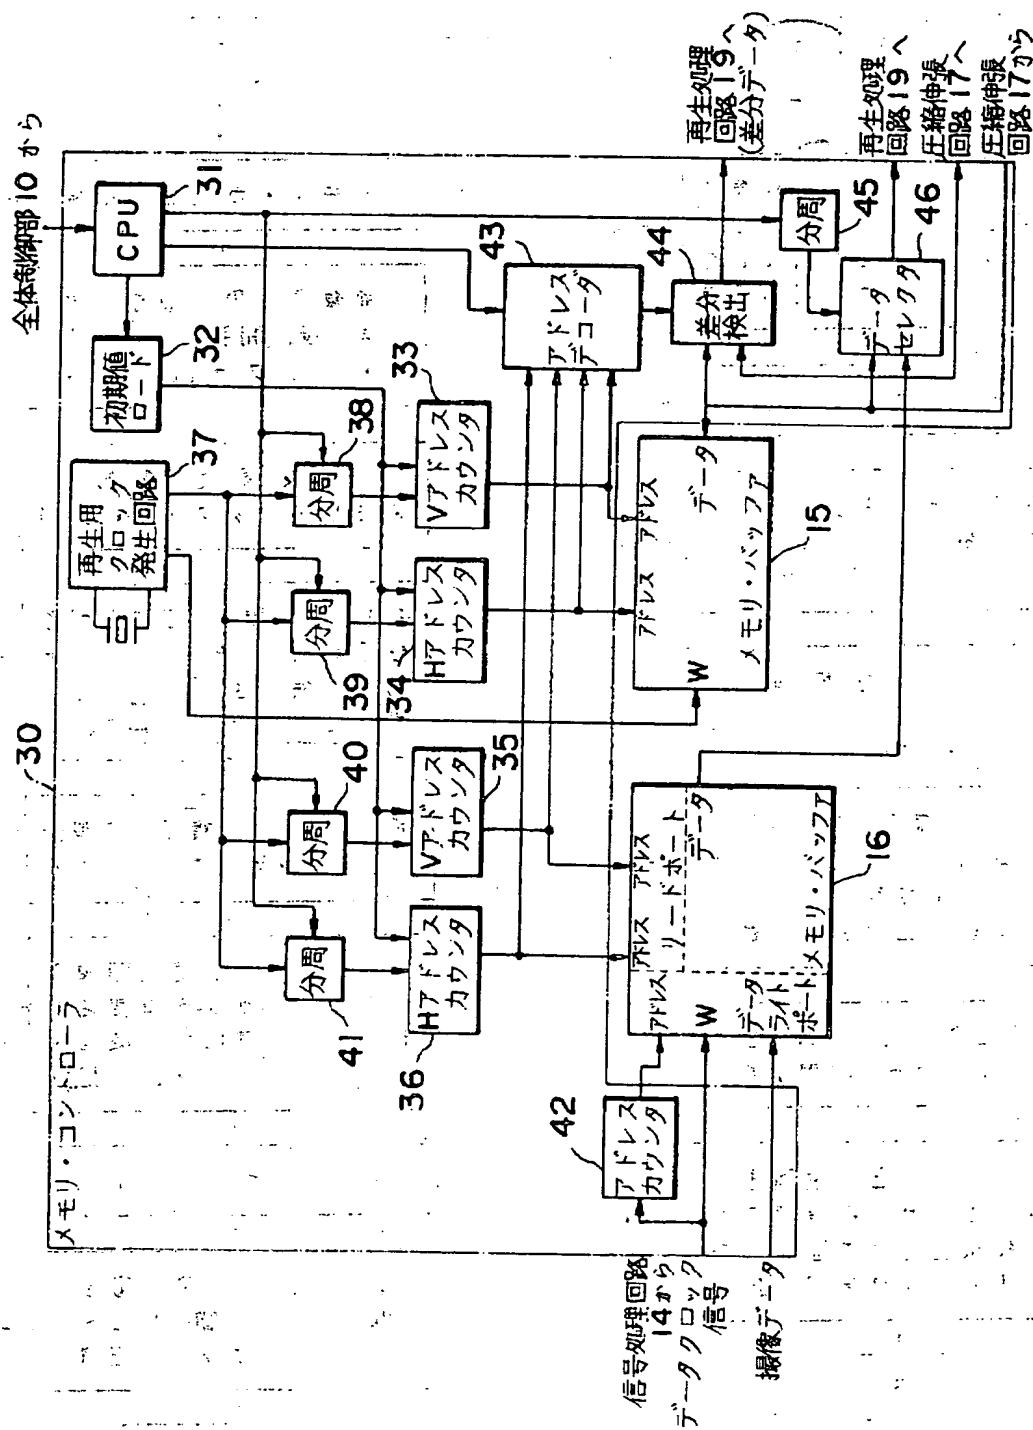 メモリ・コントローラ
30
全体制御部10から
CPU
31
初期値
ロード
32
再生用
クロック
発生回路
37
分周
38
分周
39
分周
40
分周
41
Vアドレス
カウンタ
33
Hアドレス
カウンタ
34
Vアドレス
カウンタ
35
Hアドレス
カウンタ
36
アドレス
カウンタ
42
アドレス
デコーダ
43
差分
検出
44
分周
45
データ
セレクタ
46
アドレス
アドレス
データ
W
メモリ・バッファ
15
アドレス
アドレス
アドレス
リードポート
データ
W
データ
ライト
ポート
メモリ・バッファ
16
信号処理回路
14から
データクロック
信号
撮像データ
再生処理
回路19へ
(差分データ)
再生処理
回路19へ
圧縮伸張
回路17へ
圧縮伸張
回路17から